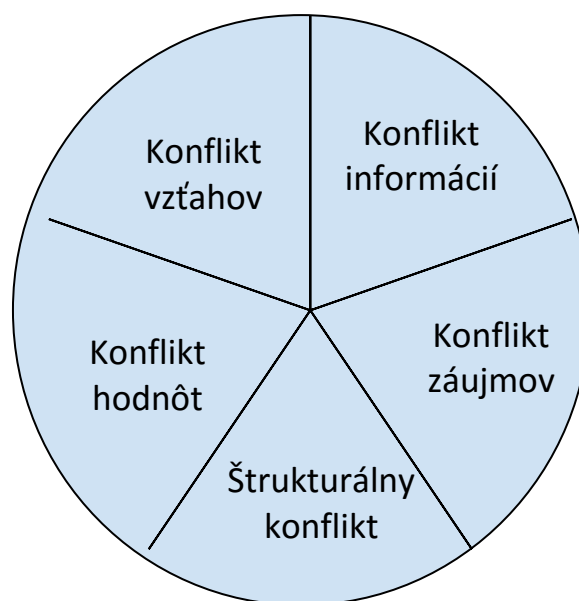 Konflikt
vzťahov
Konflikt
informácií
Konflikt
hodnôt
Konflikt
záujmov
Štrukturálny
konflikt